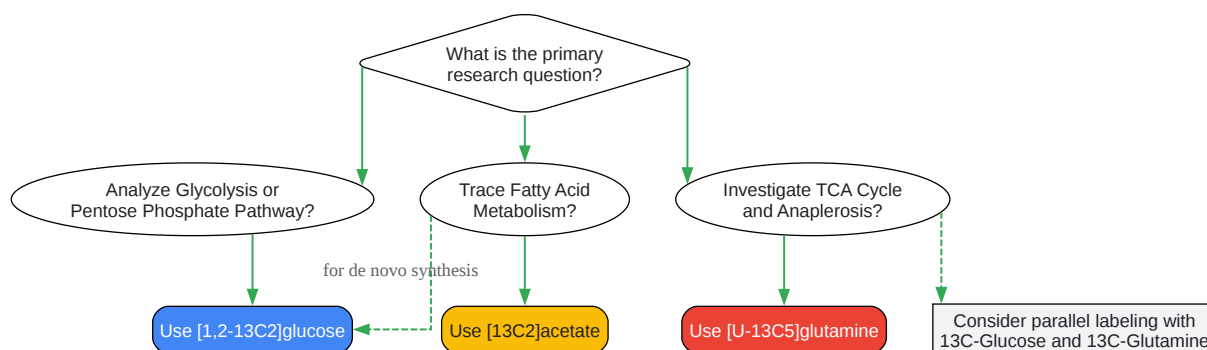 What is the primary
research question?
Analyze Glycolysis or
Pentose Phosphate Pathway?
Trace Fatty Acid
Metabolism?
Investigate TCA Cycle
and Anaplerosis?
for de novo synthesis
Use [1,2-13C2]glucose
Use [13C2]acetate
Use [U-13C5]glutamine
Consider parallel labeling with
13C-Glucose and 13C-Glutamine